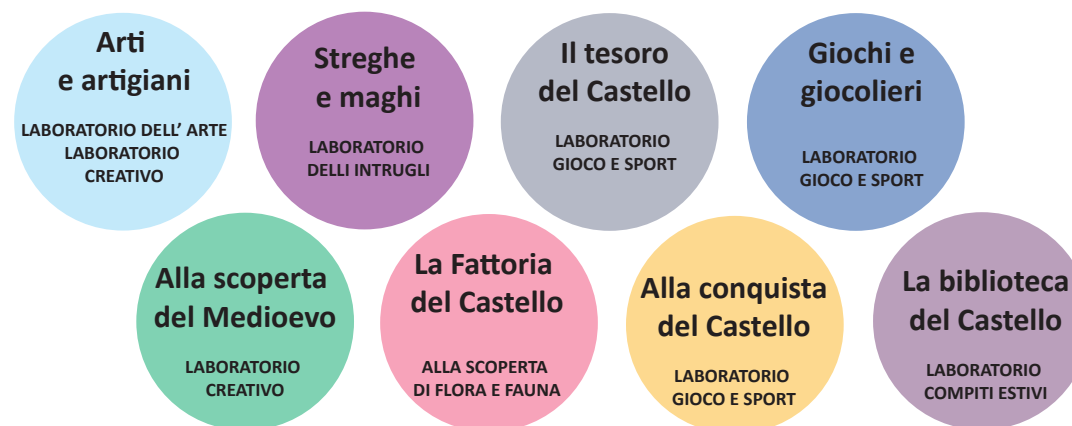 Arti
e artigiani
LABORATORIO DELL’ ARTE
LABORATORIO
CREATIVO
Streghe
e maghi
LABORATORIO
DELLI INTRUGLI
Il tesoro
del Castello
LABORATORIO
GIOCO E SPORT
Giochi e
giocolieri
LABORATORIO
GIOCO E SPORT
Alla scoperta
del Medioevo
LABORATORIO
CREATIVO
La Fattoria
del Castello
ALLA SCOPERTA
DI FLORA E FAUNA
Alla conquista
del Castello
LABORATORIO
GIOCO E SPORT
La biblioteca
del Castello
LABORATORIO
COMPITI ESTIVI